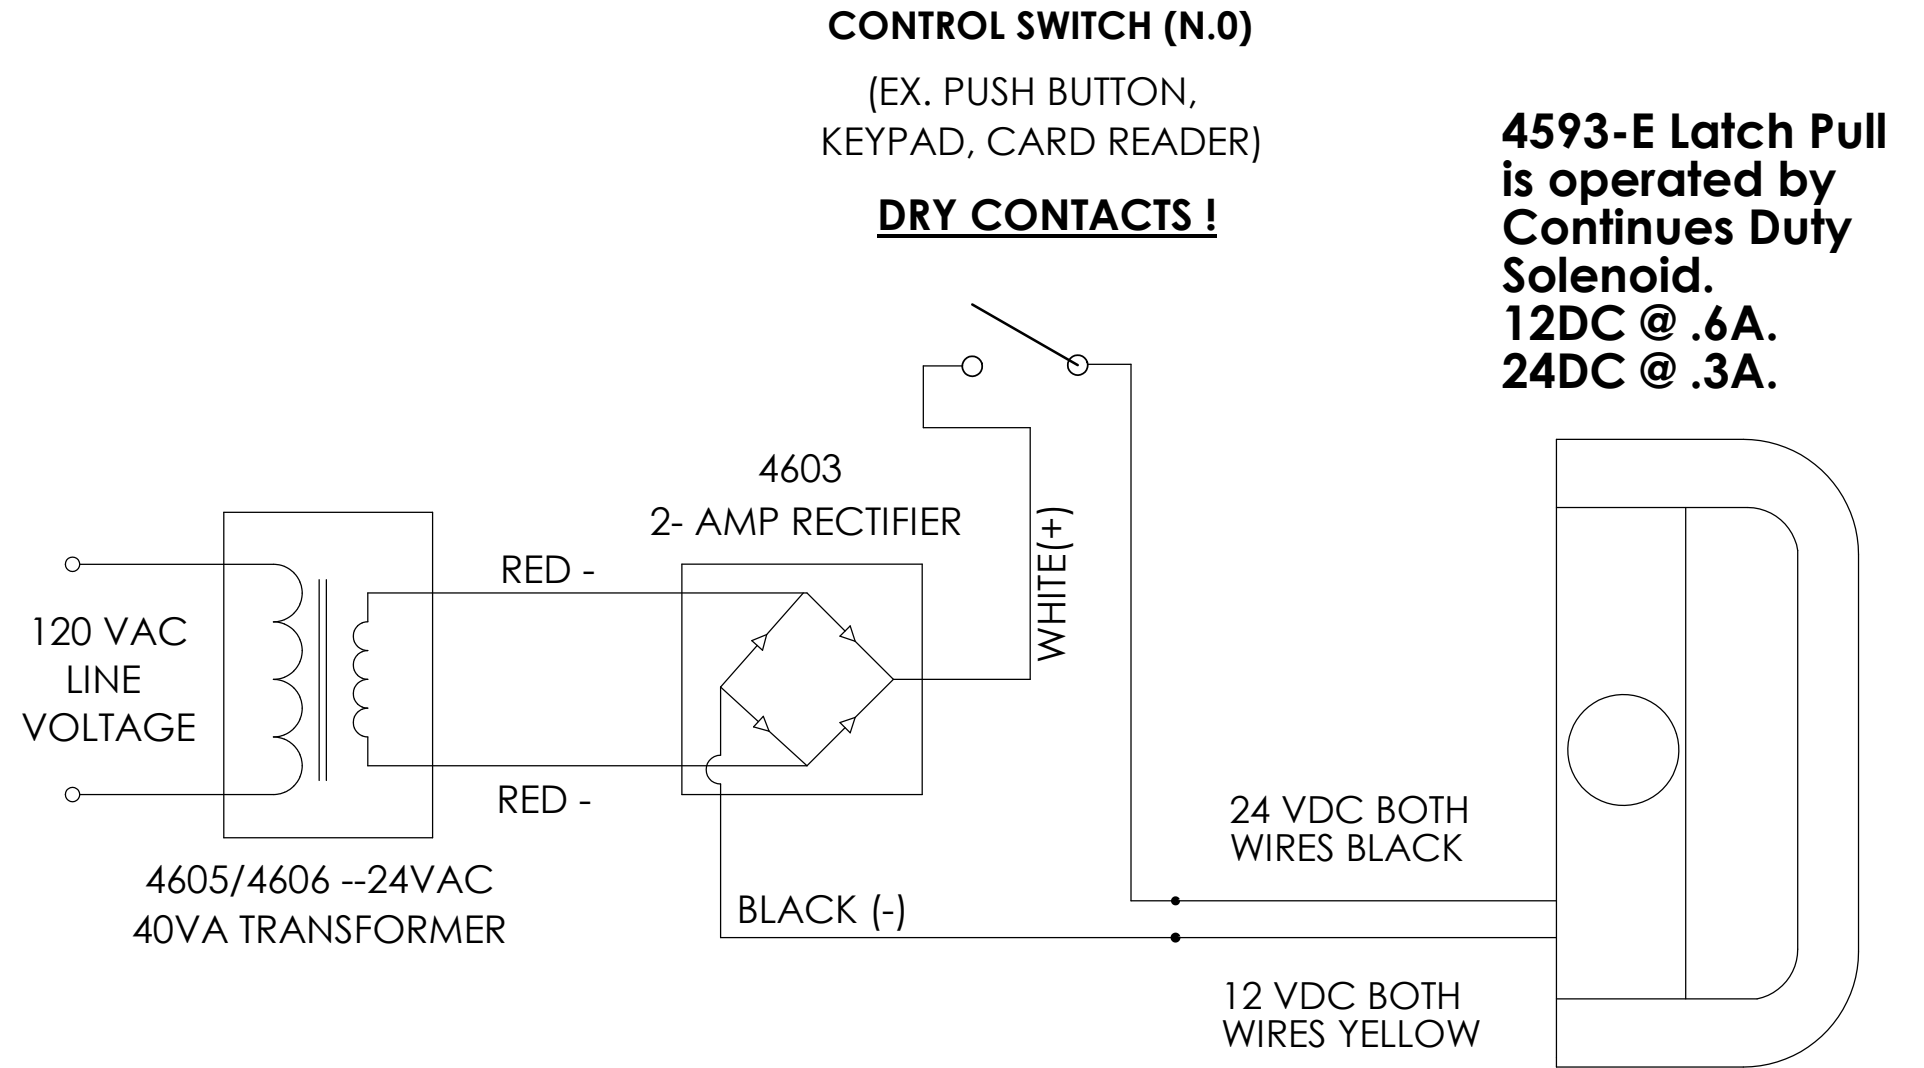 CONTROL SWITCH (N.0)
(EX. PUSH BUTTON,
KEYPAD, CARD READER)
DRY CONTACTS !
4593-E Latch Pull
is operated by
Continues Duty
Solenoid.
12DC @ .6A.
24DC @ .3A.
4603
2- AMP RECTIFIER
WHITE(+)
RED -
120 VAC
LINE
VOLTAGE
RED -
4605/4606 --24VAC
40VA TRANSFORMER
BLACK (-)
24 VDC BOTH
WIRES BLACK
12 VDC BOTH
WIRES YELLOW